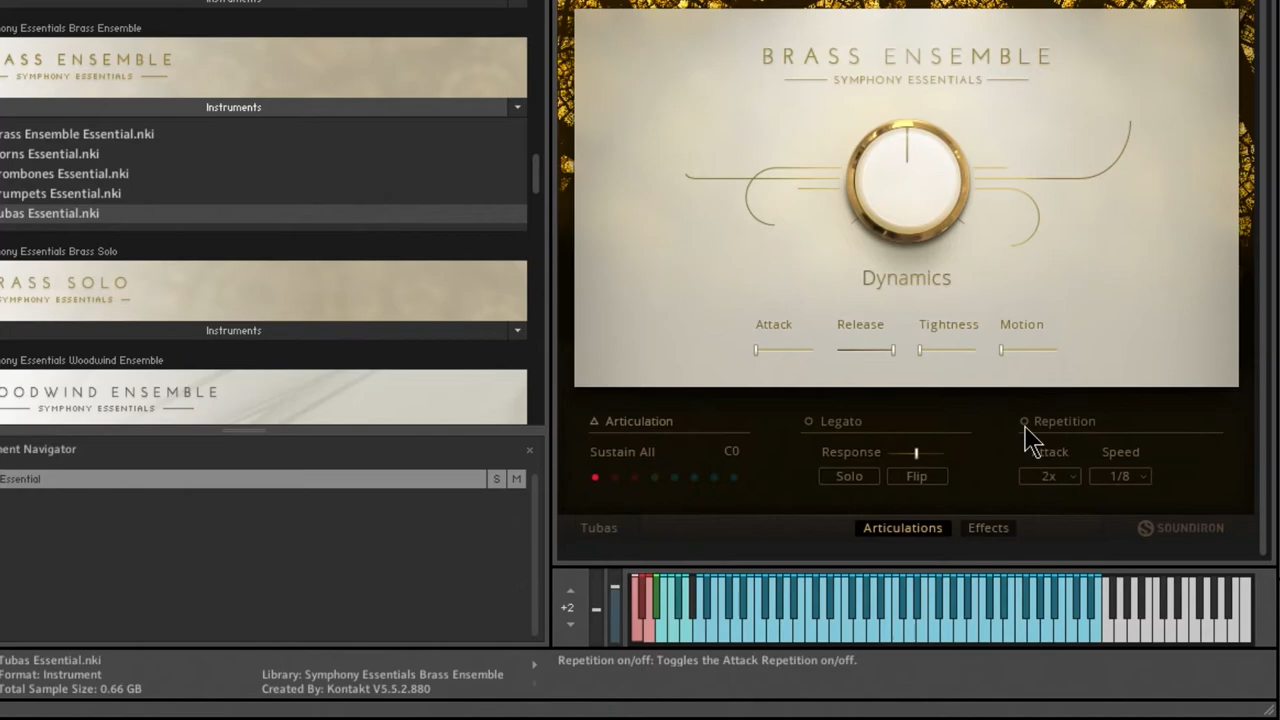 Instruments
ony Essentials Brass Ensemble
ASS ENSEMBLE
SYMPHONY ESSENTIALS
Instruments
rass Ensemble Essential.nki
orns Essential.nki
rombones Essential.nki
rumpets Essential.nki
ubas Essential.nki
ony Essentials Brass Solo
RASS SOLO
SYMPHONY ESSENTIALS
Instruments
ony Essentials Woodwind Ensemble
OODWIND ENSEMBLE
SYMPHONY ESSENTIALS
ent Navigator
×
Essential S M
Tubas Essential.nki
Format: Instrument
Total Sample Size: 0.66 GB
Library: Symphony Essentials Brass Ensemble
Created By: Kontakt V5.5.2.880
BRASS ENSEMBLE
SYMPHONY ESSENTIALS
Dynamics
Attack Release Tightness Motion
Articulation Legato Repetition
Sustain All C0 Response ttack Speed
Solo Flip 2x 1/8
Tubas Articulations Effects SOUNDIRON
+2
Repetition on/off: Toggles the Attack Repetition on/off.